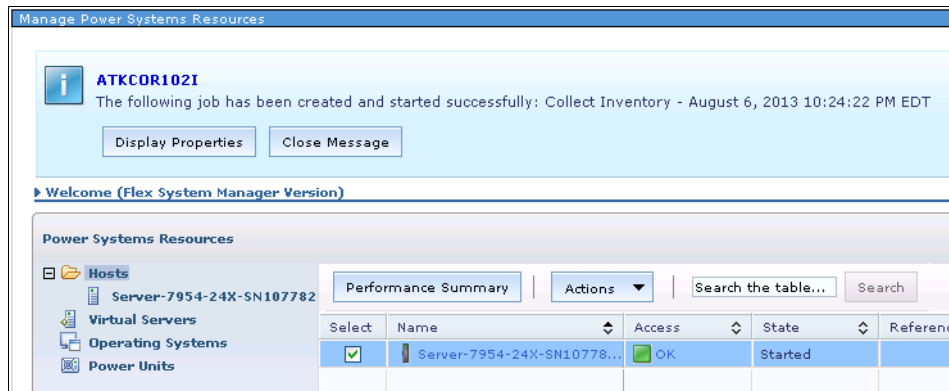 Manage Power Systems Resources
ATKCOR102I
The following job has been created and started successfully: Collect Inventory - August 6, 2013 10:24:22 PM EDT
Display Properties Close Message
Welcome (Flex System Manager Version)
Power Systems Resources
Hosts
Server-7954-24X-SN107782
Virtual Servers
Operating Systems
Power Units
Performance Summary Actions Search the table... Search
Select Name Access State Referenc
Server-7954-24X-SN10778... OK Started